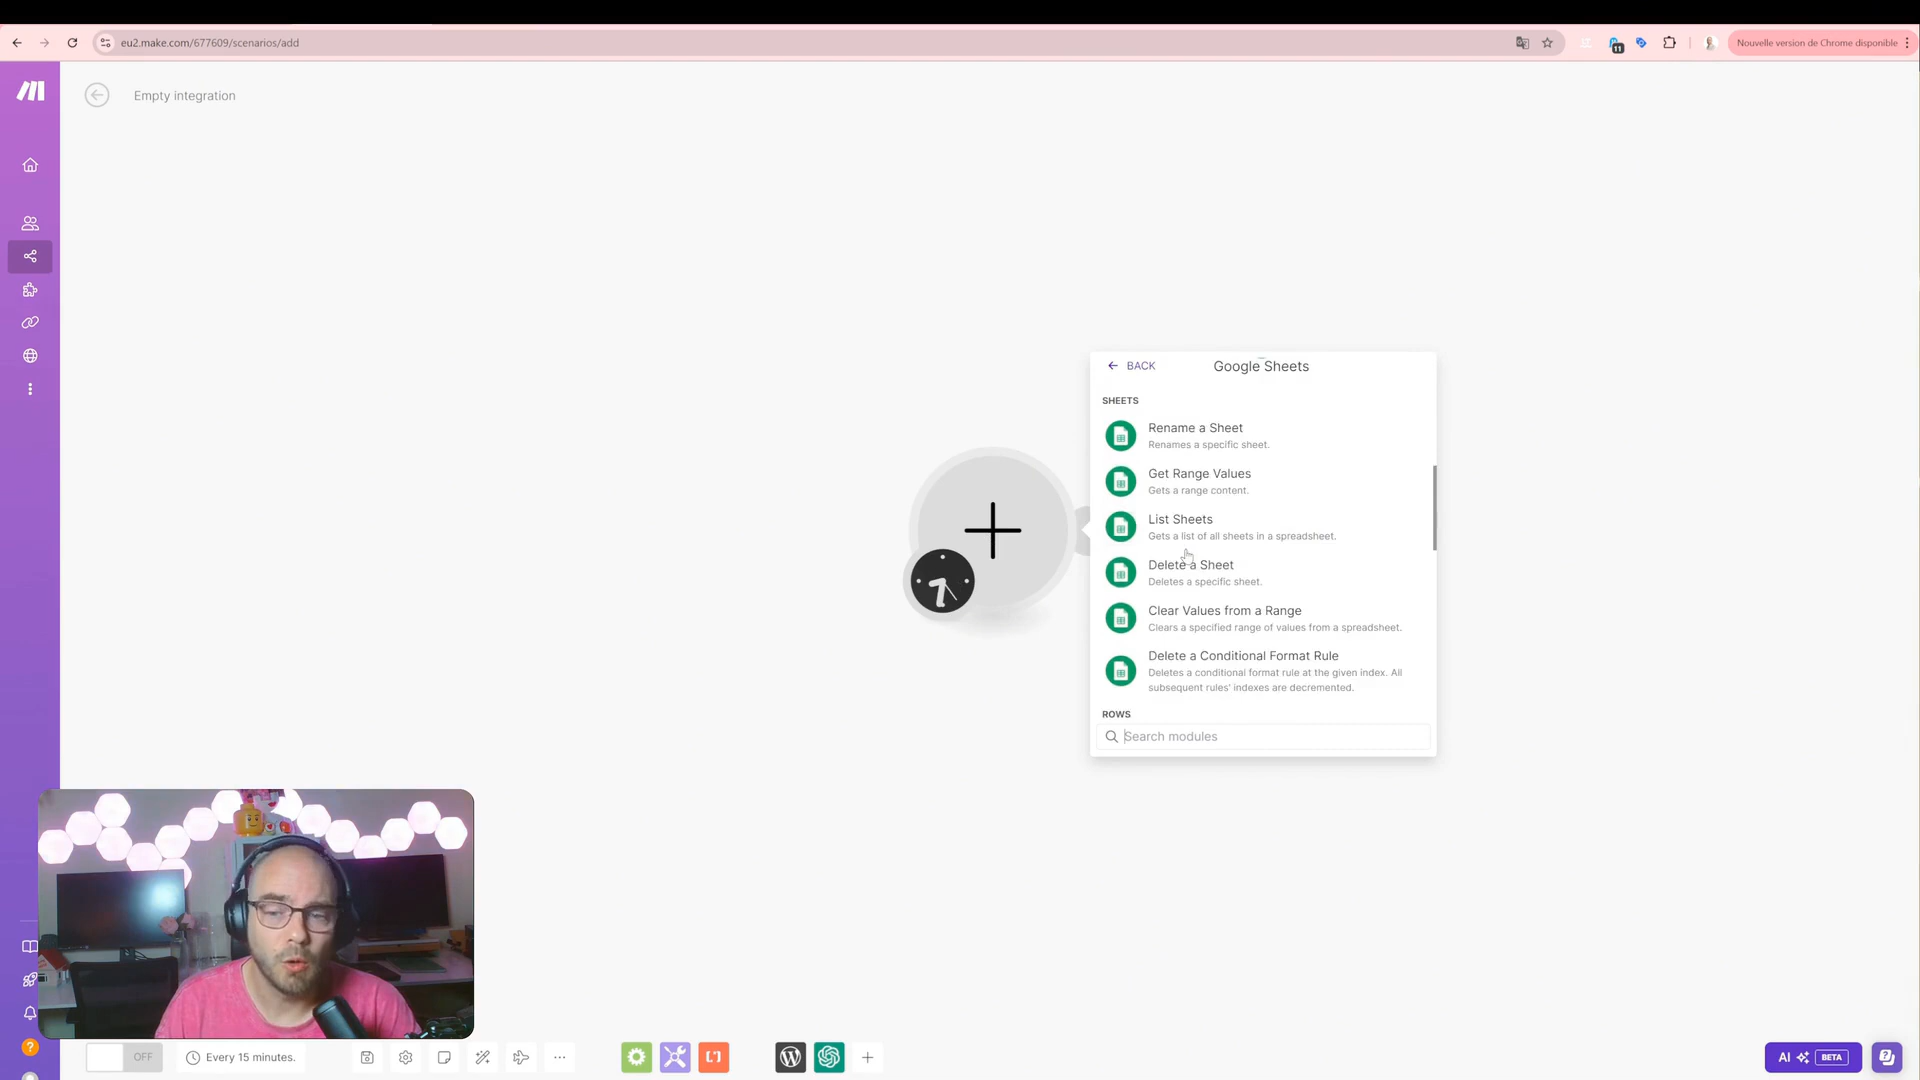 eu2.make.com/677609/scenarios/add
11
Nouvelle version de Chrome disponible
Empty integration
BACK
Google Sheets
SHEETS
Rename a Sheet
Renames a specific sheet.
Get Range Values
Gets a range content.
List Sheets
Gets a list of all sheets in a spreadsheet.
Delete a Sheet
Deletes a specific sheet.
Clear Values from a Range
Clears a specified range of values from a spreadsheet.
Delete a Conditional Format Rule
Deletes a conditional format rule at the given index. All
subsequent rules' indexes are decremented.
ROWS
Search modules
OFF
Every 15 minutes.
AI
BETA